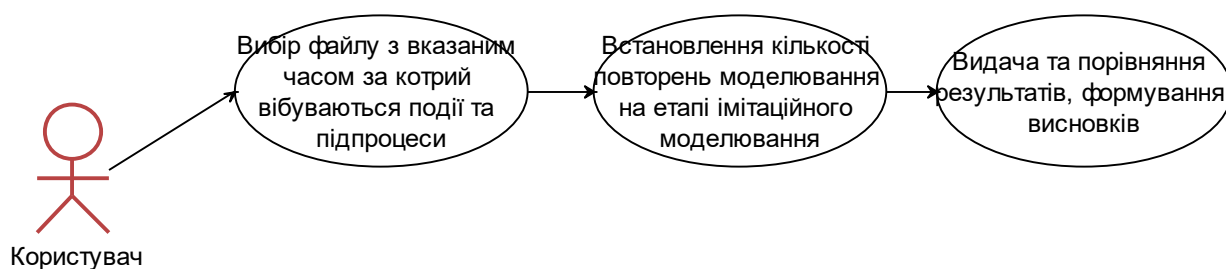 Вибір файлу з вказаним
часом за котрий
вібуваються події та
підпроцеси
Встановлення кількості
повторень моделювання
на етапі імітаційного
моделювання
Видача та порівняння
результатів, формування
висновків
Користувач